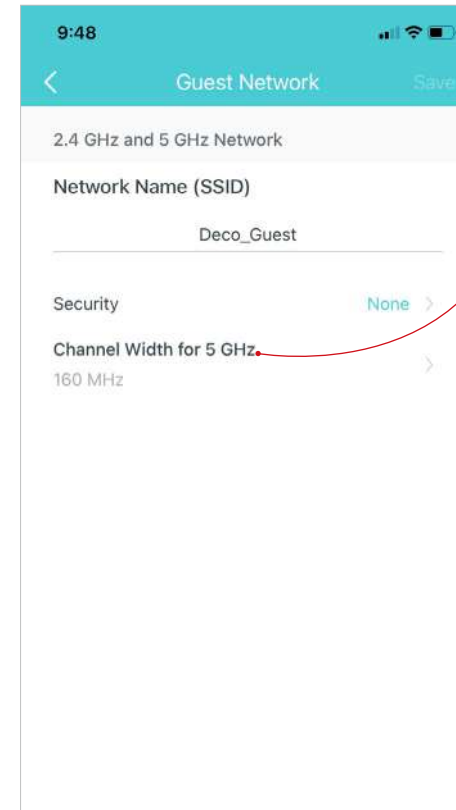 9:48
Guest Network Save
2.4 GHz and 5 GHz Network
Network Name (SSID)
Deco_Guest
Security None
Channel Width for 5 GHz
160 MHz